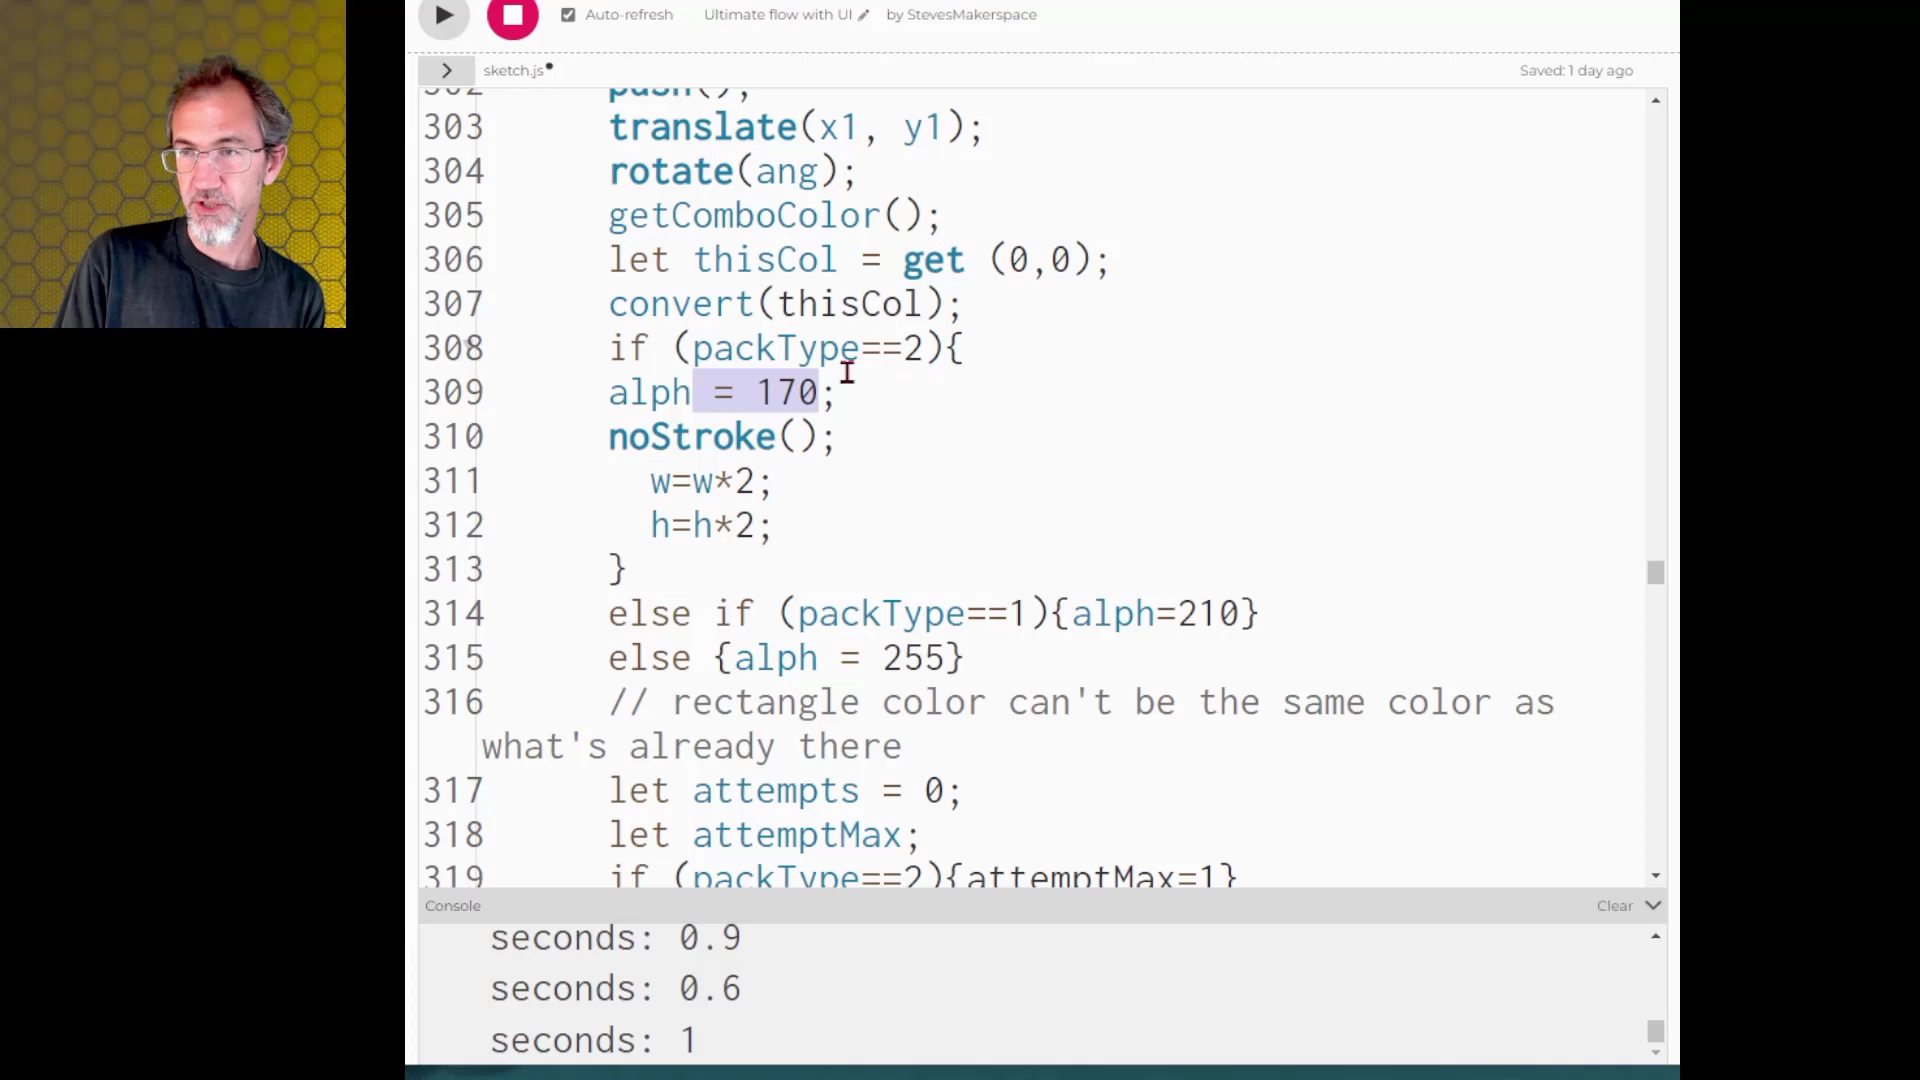 Auto-refresh Ultimate flow with UI by StevesMakerspace
sketch.js● Saved: 1 day ago
302 push();
303 translate(x1, y1);
304 rotate(ang);
305 getComboColor();
306 let thisCol = get (0,0);
307 convert(thisCol);
308 if (packType==2){
309 alph = 170;
310 noStroke();
311 w=w*2;
312 h=h*2;
313 }
314 else if (packType==1){alph=210}
315 else {alph = 255}
316 // rectangle color can't be the same color as
what's already there
317 let attempts = 0;
318 let attemptMax;
319 if (packType==2){attemptMax=1}
Console Clear
seconds: 0.9
seconds: 0.6
seconds: 1